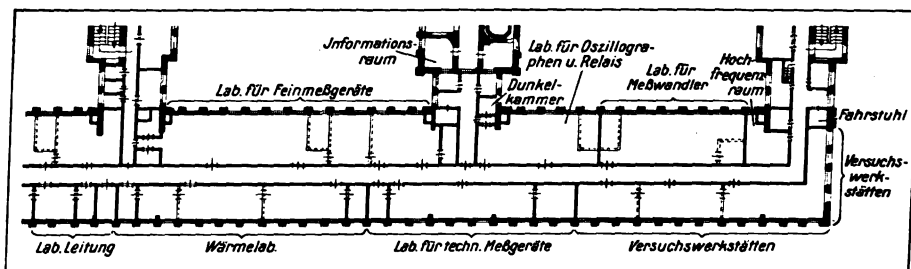 Jnformations-
raum
Lab. für Oszillogra-
phen u. Relais
Lab. für
Meßwandler
Hoch-
frequenz-
raum
Lab. für Feinmeßgeräte
Dunkel-
kammer
Fahrstuhl
Versuchs-
werk-
stätten
Lab. Leitung
Wärmelab.
Lab. für techn. Meßgeräte
Versuchswerkstätten